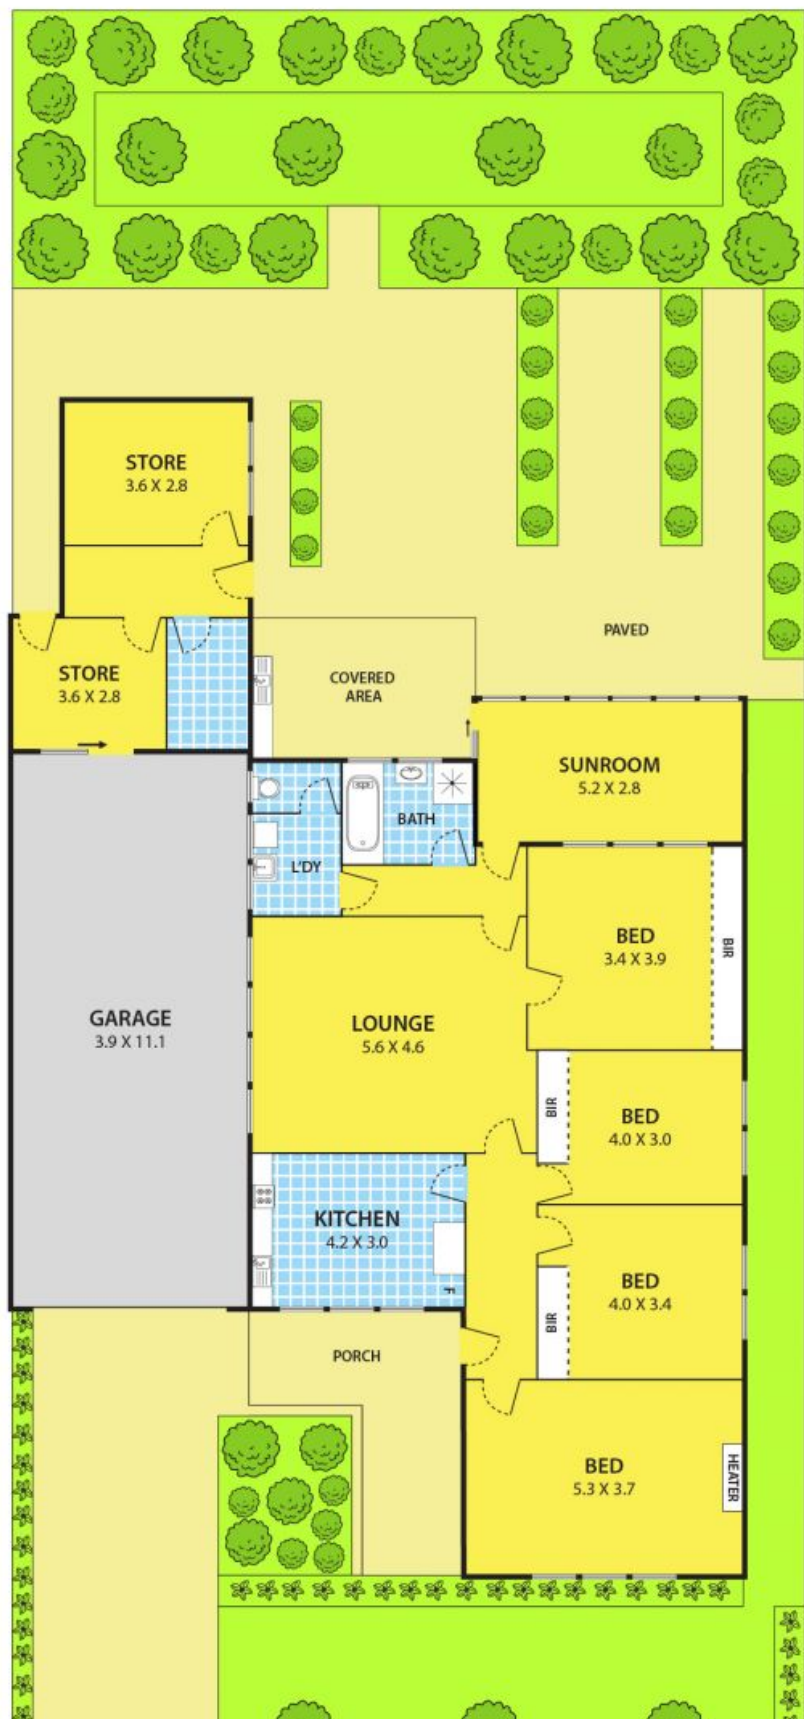 STORE
3.6 X 2.8
STORE
3.6 X 2.8
COVERED
AREA
PAVED
SUNROOM
5.2 X 2.8
BATH
L'DY
BED
3.4 X 3.9
BIR
GARAGE
3.9 X 11.1
LOUNGE
5.6 X 4.6
BIR
BED
4.0 X 3.0
KITCHEN
4.2 X 3.0
F
BED
4.0 X 3.4
BIR
PORCH
BED
5.3 X 3.7
HEATER